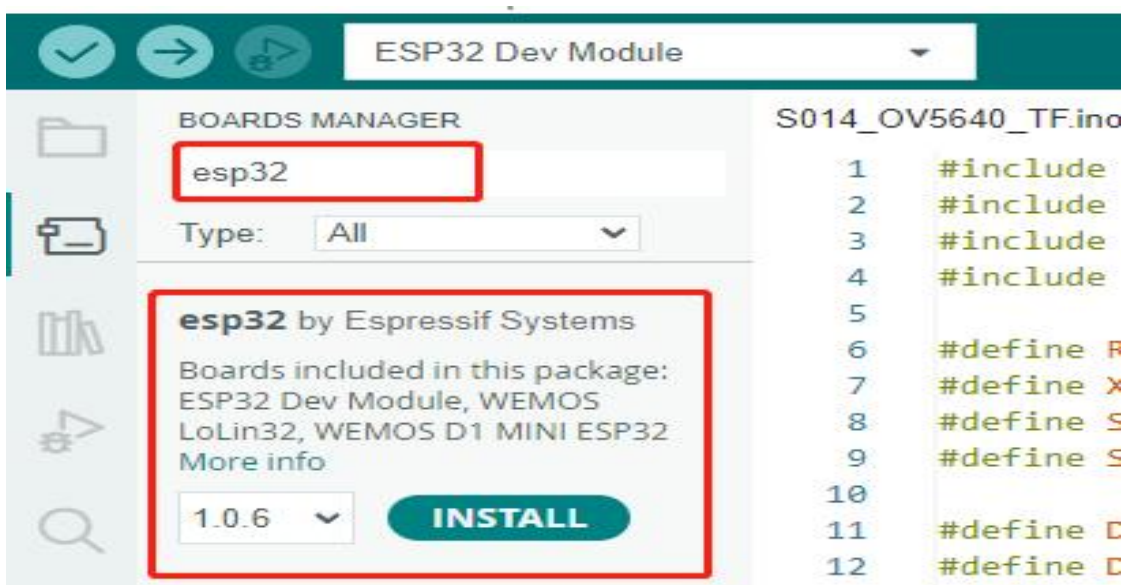 ESP32 Dev Module
BOARDS MANAGER
esp32
Type: All
esp32 by Espressif Systems
Boards included in this package:
ESP32 Dev Module, WEMOS
LoLin32, WEMOS D1 MINI ESP32
More info
1.0.6 INSTALL
S014_OV5640_TF.ino
1 #include
2 #include
3 #include
4 #include
5
6 #define R
7 #define X
8 #define S
9 #define S
10
11 #define D
12 #define D